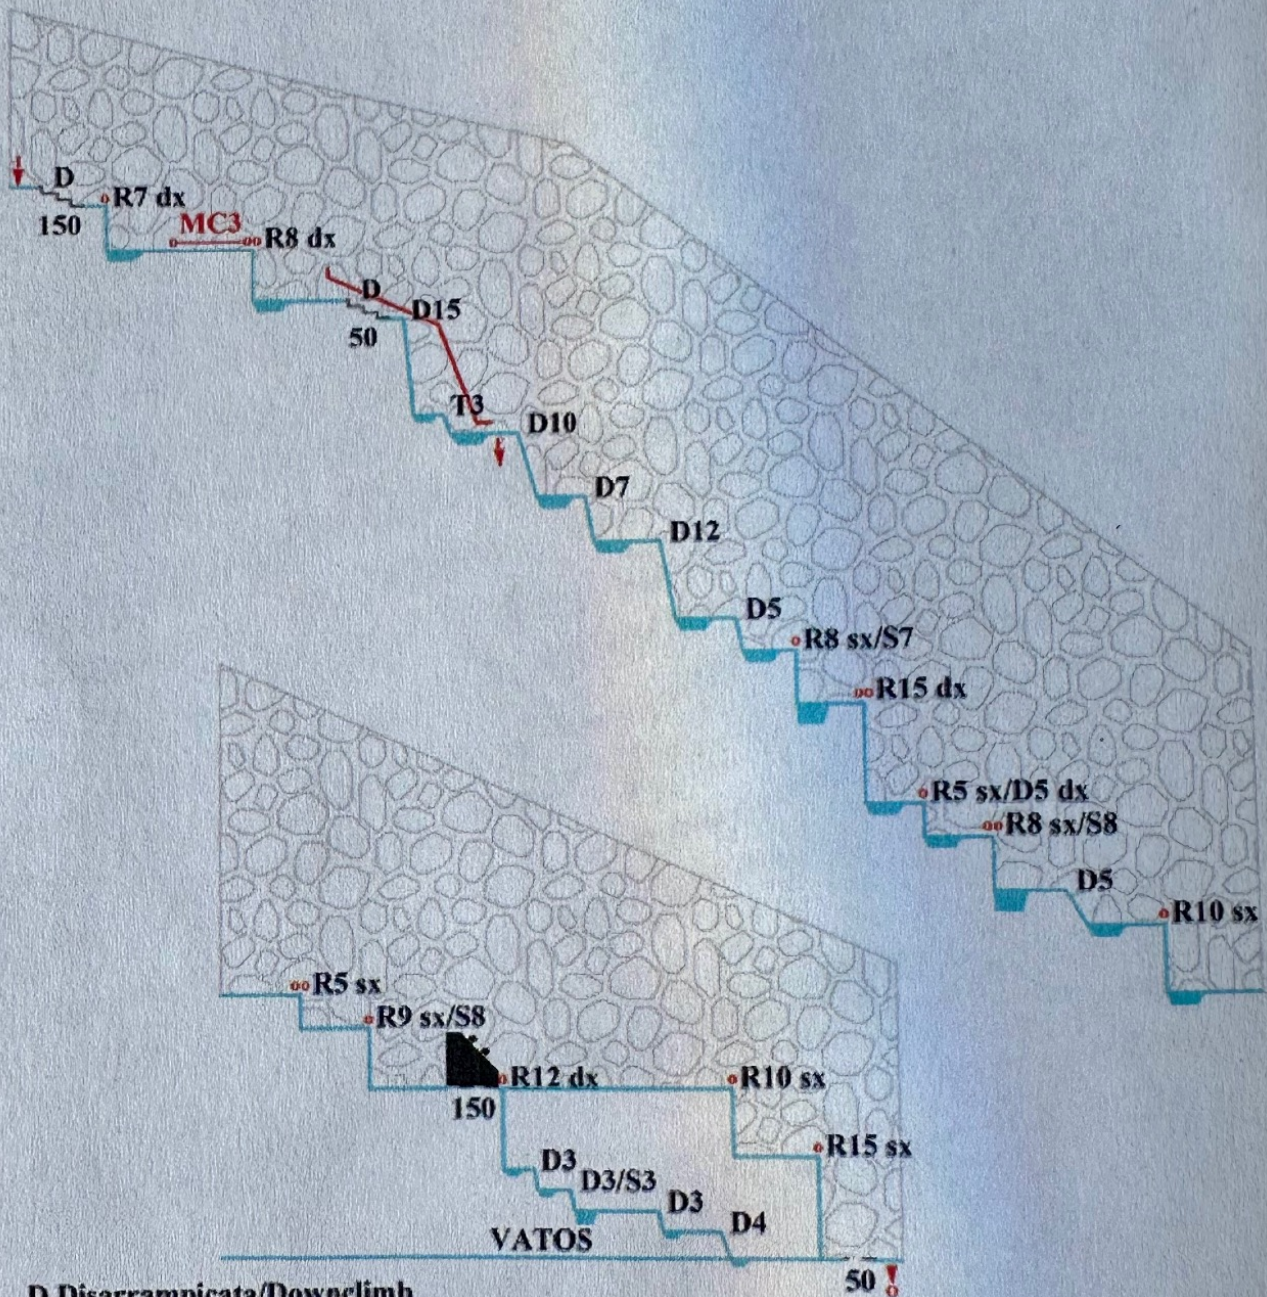 D
150
R7 dx
MC3
R8 dx
D
50
D15
T3
D10
D7
D12
D5
R8 sx/S7
R15 dx
R5 sx/D5 dx
R8 sx/S8
D5
R10 sx
R5 sx
R9 sx/S8
150
R12 dx
R10 sx
R15 sx
D3
D3/S3
D3
D4
VATOS
50
D Disarrampicata/Downclimb